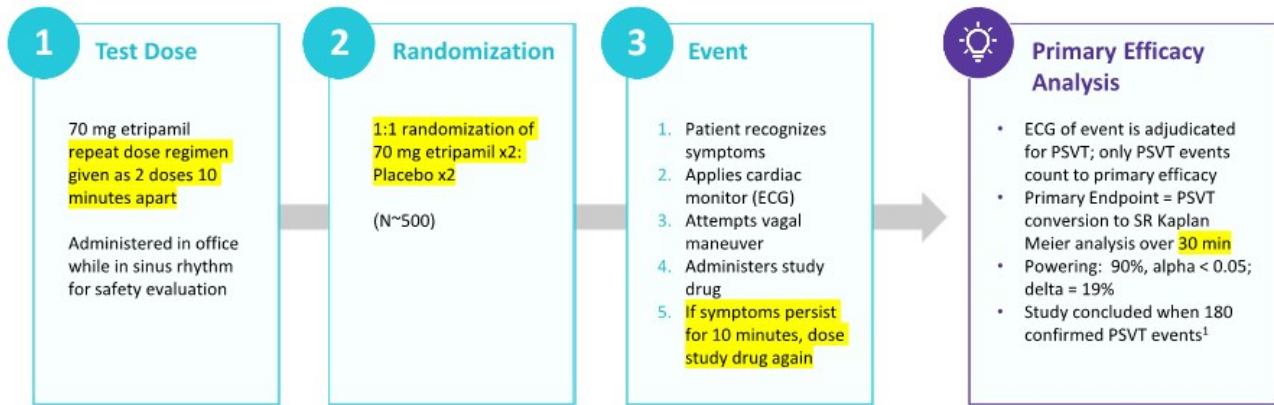 1
Test Dose
70 mg etripamil
repeat dose regimen
given as 2 doses 10
minutes apart
Administered in office
while in sinus rhythm
for safety evaluation
2
Randomization
1:1 randomization of
70 mg etripamil x2:
Placebo x2
(N~500)
3
Event
1. Patient recognizes
symptoms
2. Applies cardiac
monitor (ECG)
3. Attempts vagal
maneuver
4. Administers study
drug
5. If symptoms persist
for 10 minutes, dose
study drug again
Primary Efficacy
Analysis
• ECG of event is adjudicated
for PSVT; only PSVT events
count to primary efficacy
• Primary Endpoint = PSVT
conversion to SR Kaplan
Meier analysis over 30 min
• Powering: 90%, alpha < 0.05;
delta = 19%
• Study concluded when 180
confirmed PSVT events¹